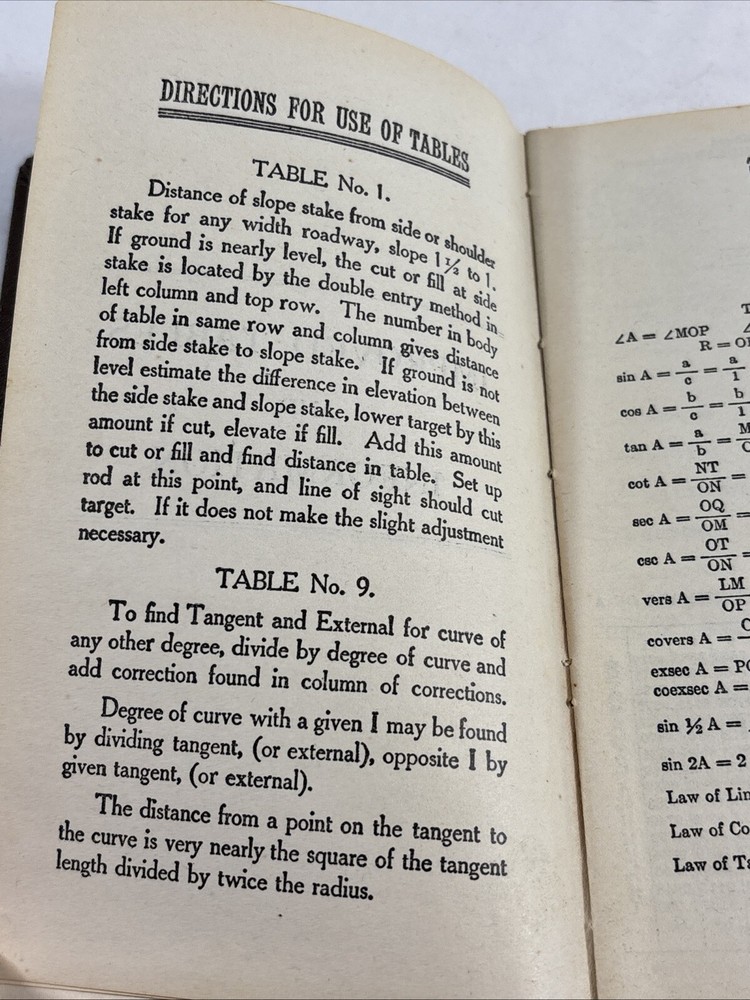 DIRECTIONS FOR USE OF TABLES
TABLE No. 1.
Distance of slope stake from side or shoulder
stake for any width roadway, slope 1½ to 1.
If ground is nearly level, the cut or fill at side
stake is located by the double entry method in
left column and top row. The number in body
of table in same row and column gives distance
from side stake to slope stake. If ground is not
level estimate the difference in elevation between
the side stake and slope stake, lower target by this
amount if cut, elevate if fill. Add this amount
to cut or fill and find distance in table. Set up
rod at this point, and line of sight should cut
target. If it does not make the slight adjustment
necessary.
TABLE No. 9.
To find Tangent and External for curve of
any other degree, divide by degree of curve and
add correction found in column of corrections.
Degree of curve with a given I may be found
by dividing tangent, (or external), opposite I by
given tangent, (or external).
The distance from a point on the tangent to
the curve is very nearly the square of the tangent
length divided by twice the radius.
∠A = ∠MOP
R =
sin A = a/c = a/1
cos A = b/c = b/1
tan A = a/b =
cot A = NT/ON =
sec A = OQ/OM =
csc A = OT/ON =
vers A = LM/OP
covers A =
exsec A =
coexsec A =
sin ½ A =
sin 2A = 2
Law of
Law of
Law of